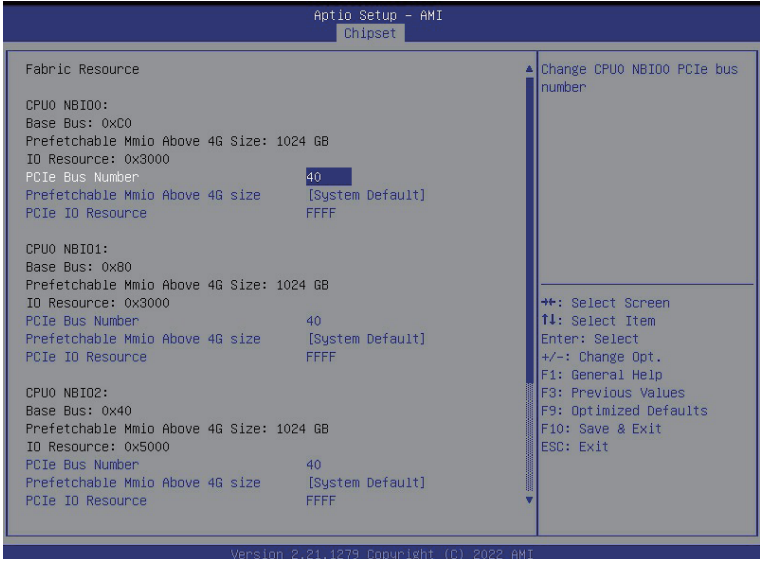 Aptio Setup – AMI
Chipset
Fabric Resource
CPU0 NBIO0:
Base Bus: 0xC0
Prefetchable Mmio Above 4G Size: 1024 GB
IO Resource: 0x3000
PCIe Bus Number 40
Prefetchable Mmio Above 4G size [System Default]
PCIe IO Resource FFFF
CPU0 NBIO1:
Base Bus: 0x80
Prefetchable Mmio Above 4G Size: 1024 GB
IO Resource: 0x3000
PCIe Bus Number 40
Prefetchable Mmio Above 4G size [System Default]
PCIe IO Resource FFFF
CPU0 NBIO2:
Base Bus: 0x40
Prefetchable Mmio Above 4G Size: 1024 GB
IO Resource: 0x5000
PCIe Bus Number 40
Prefetchable Mmio Above 4G size [System Default]
PCIe IO Resource FFFF
Change CPU0 NBIO0 PCIe bus
number
→←: Select Screen
↑↓: Select Item
Enter: Select
+/-: Change Opt.
F1: General Help
F3: Previous Values
F9: Optimized Defaults
F10: Save & Exit
ESC: Exit
Version 2.21.1279 Copyright (C) 2022 AMI